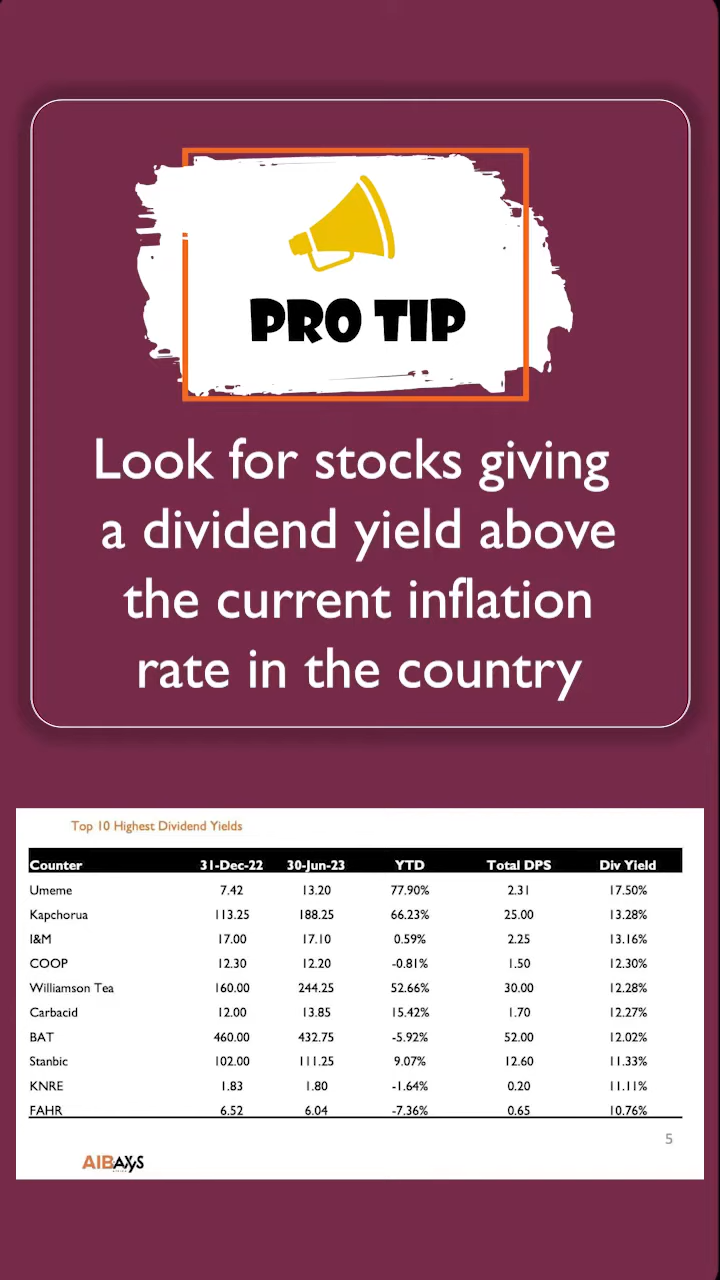 PRO TIP
Look for stocks giving
a dividend yield above
the current inflation
rate in the country
Top 10 Highest Dividend Yields
Counter 31-Dec-22 30-Jun-23 YTD Total DPS Div Yield
Umeme 7.42 13.20 77.90% 2.31 17.50%
Kapchorua 113.25 188.25 66.23% 25.00 13.28%
I&M 17.00 17.10 0.59% 2.25 13.16%
COOP 12.30 12.20 -0.81% 1.50 12.30%
Williamson Tea 160.00 244.25 52.66% 30.00 12.28%
Carbacid 12.00 13.85 15.42% 1.70 12.27%
BAT 460.00 432.75 -5.92% 52.00 12.02%
Stanbic 102.00 111.25 9.07% 12.60 11.33%
KNRE 1.83 1.80 -1.64% 0.20 11.11%
FAHR 6.52 6.04 -7.36% 0.65 10.76%
5
AIBAXYS